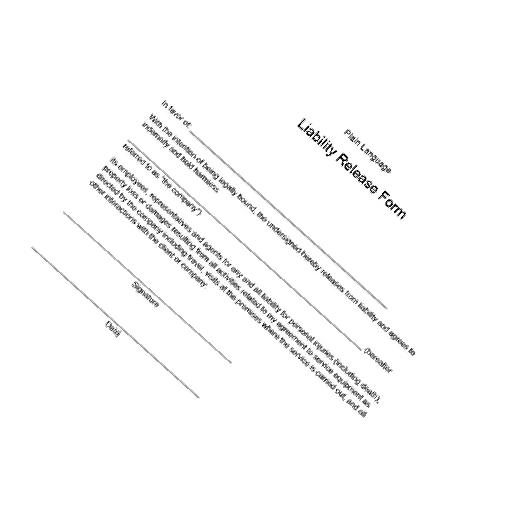 Plain Language
Liability Release Form
In favor of:
With the intention of being legally bound, the undersigned hereby releases from liability and agrees to
indemnify and hold harmless
(hereafter
referred to as "the company")
its employees, representatives and agents for any and all liability for personal injuries (including death),
property loss or damages resulting from all activities related to my agreement to service equipment as
directed by the company including travel, visits at the premises where the service is carried out, and all
other interactions with the client or company
Signature